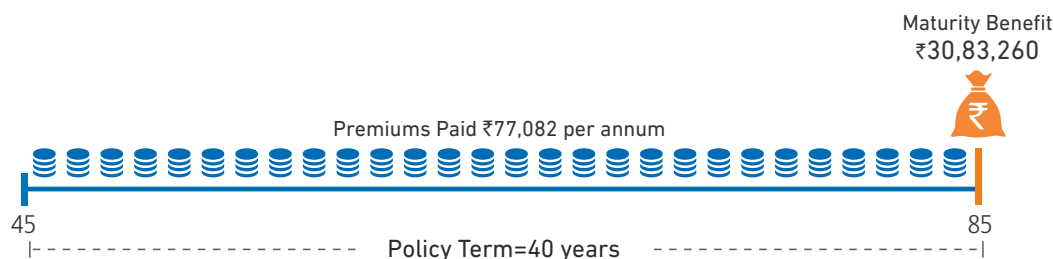 Maturity Benefit
₹30,83,260
₹
Premiums Paid ₹77,082 per annum
45
85
Policy Term=40 years